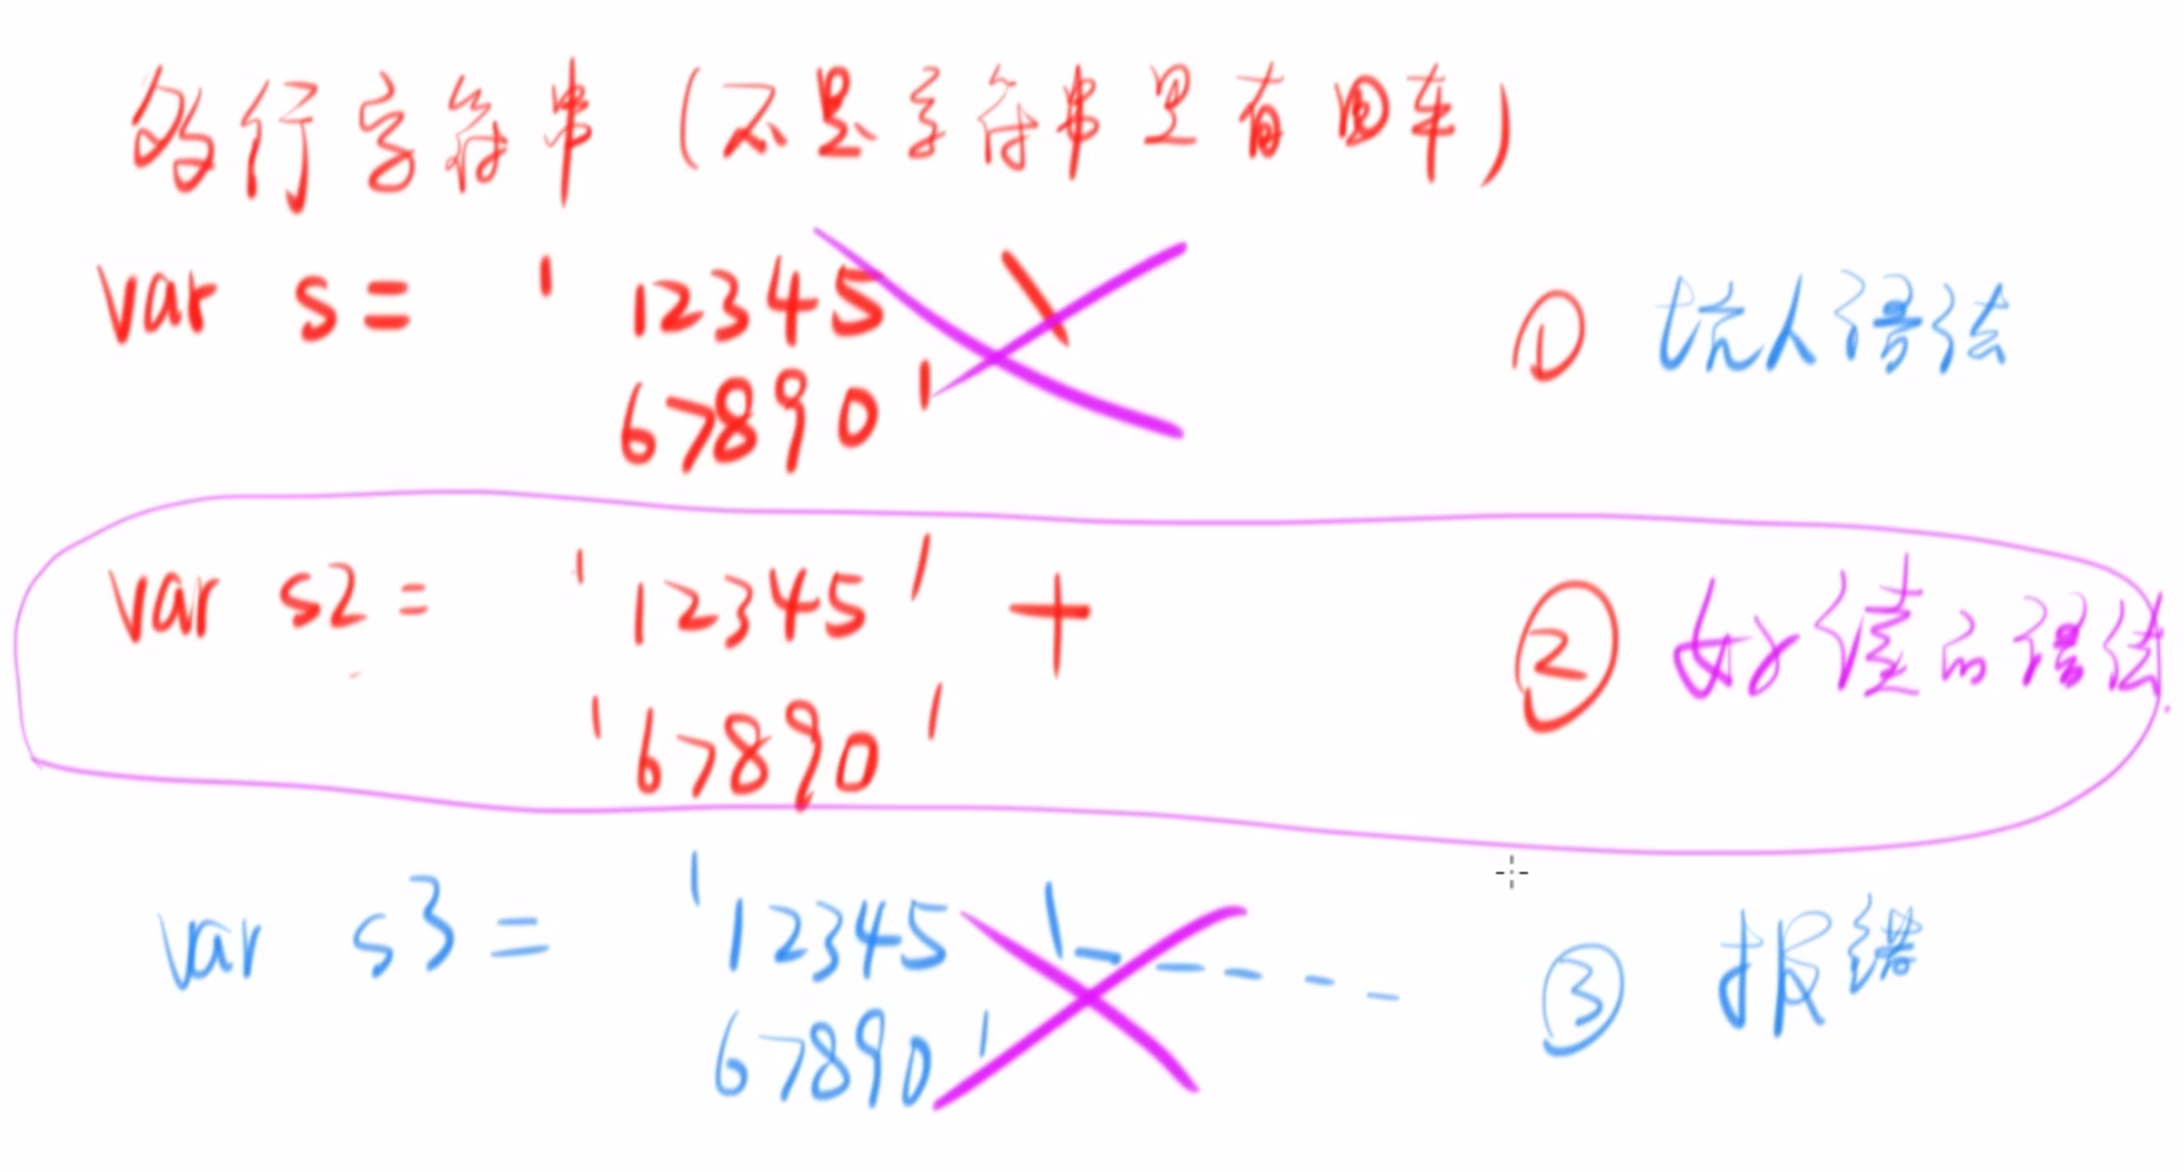 多行字符串（不是字符串里有回车）
var s = ' 12345 \ ① 坑人语法
67890 '
var s2 = ' 12345 ' + ② 好值的语法
' 67890 '
var s3 = ' 12345 \ ③ 报错
67890 '